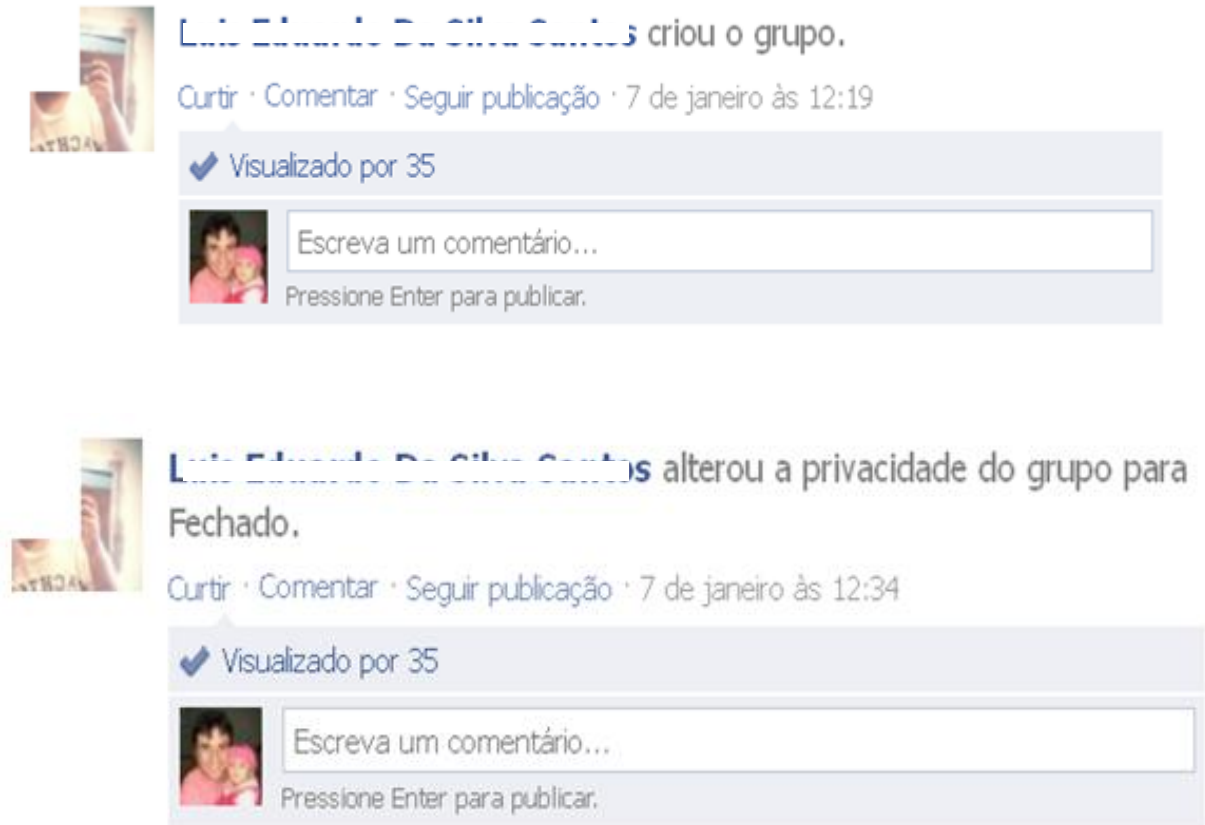 criou o grupo.
Curtir · Comentar · Seguir publicação · 7 de janeiro às 12:19
Visualizado por 35
Escreva um comentário...
Pressione Enter para publicar.
alterou a privacidade do grupo para
Fechado.
Curtir · Comentar · Seguir publicação · 7 de janeiro às 12:34
Visualizado por 35
Escreva um comentário...
Pressione Enter para publicar.